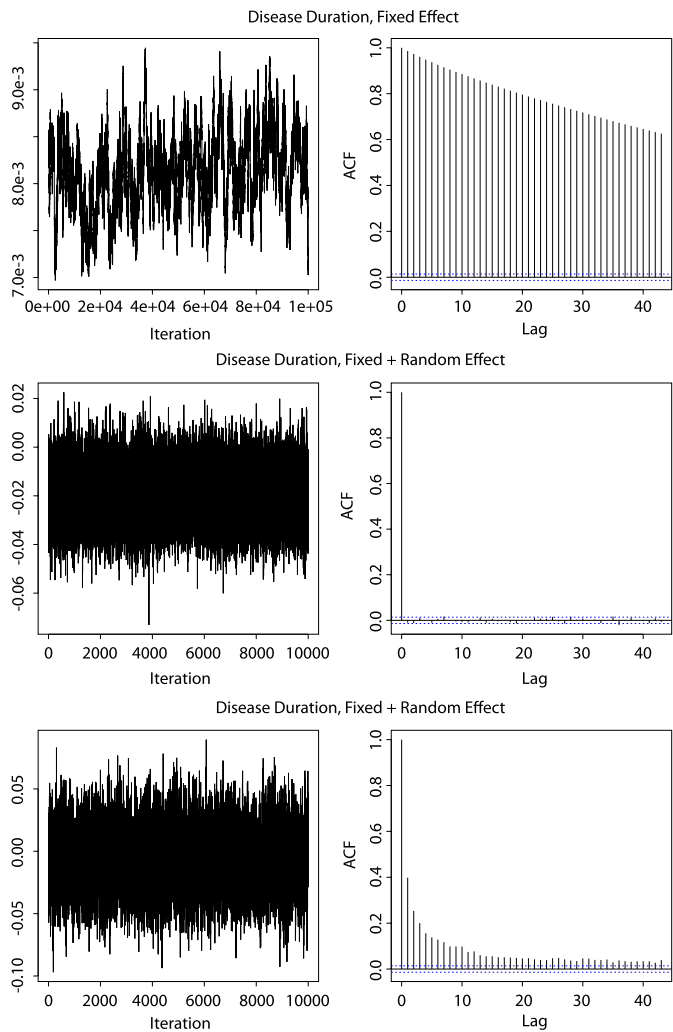 Disease Duration, Fixed Effect
9.0e-3
8.0e-3
7.0e-3
0e+00 2e+04 4e+04 6e+04 8e+04 1e+05
Iteration
ACF
1.0
0.8
0.6
0.4
0.2
0.0
0 10 20 30 40
Lag
Disease Duration, Fixed + Random Effect
0.02
0.00
-0.02
-0.04
-0.06
0 2000 4000 6000 8000 10000
Iteration
ACF
1.0
0.8
0.6
0.4
0.2
0.0
0 10 20 30 40
Lag
Disease Duration, Fixed + Random Effect
0.05
0.00
-0.05
-0.10
0 2000 4000 6000 8000 10000
Iteration
ACF
1.0
0.8
0.6
0.4
0.2
0.0
0 10 20 30 40
Lag